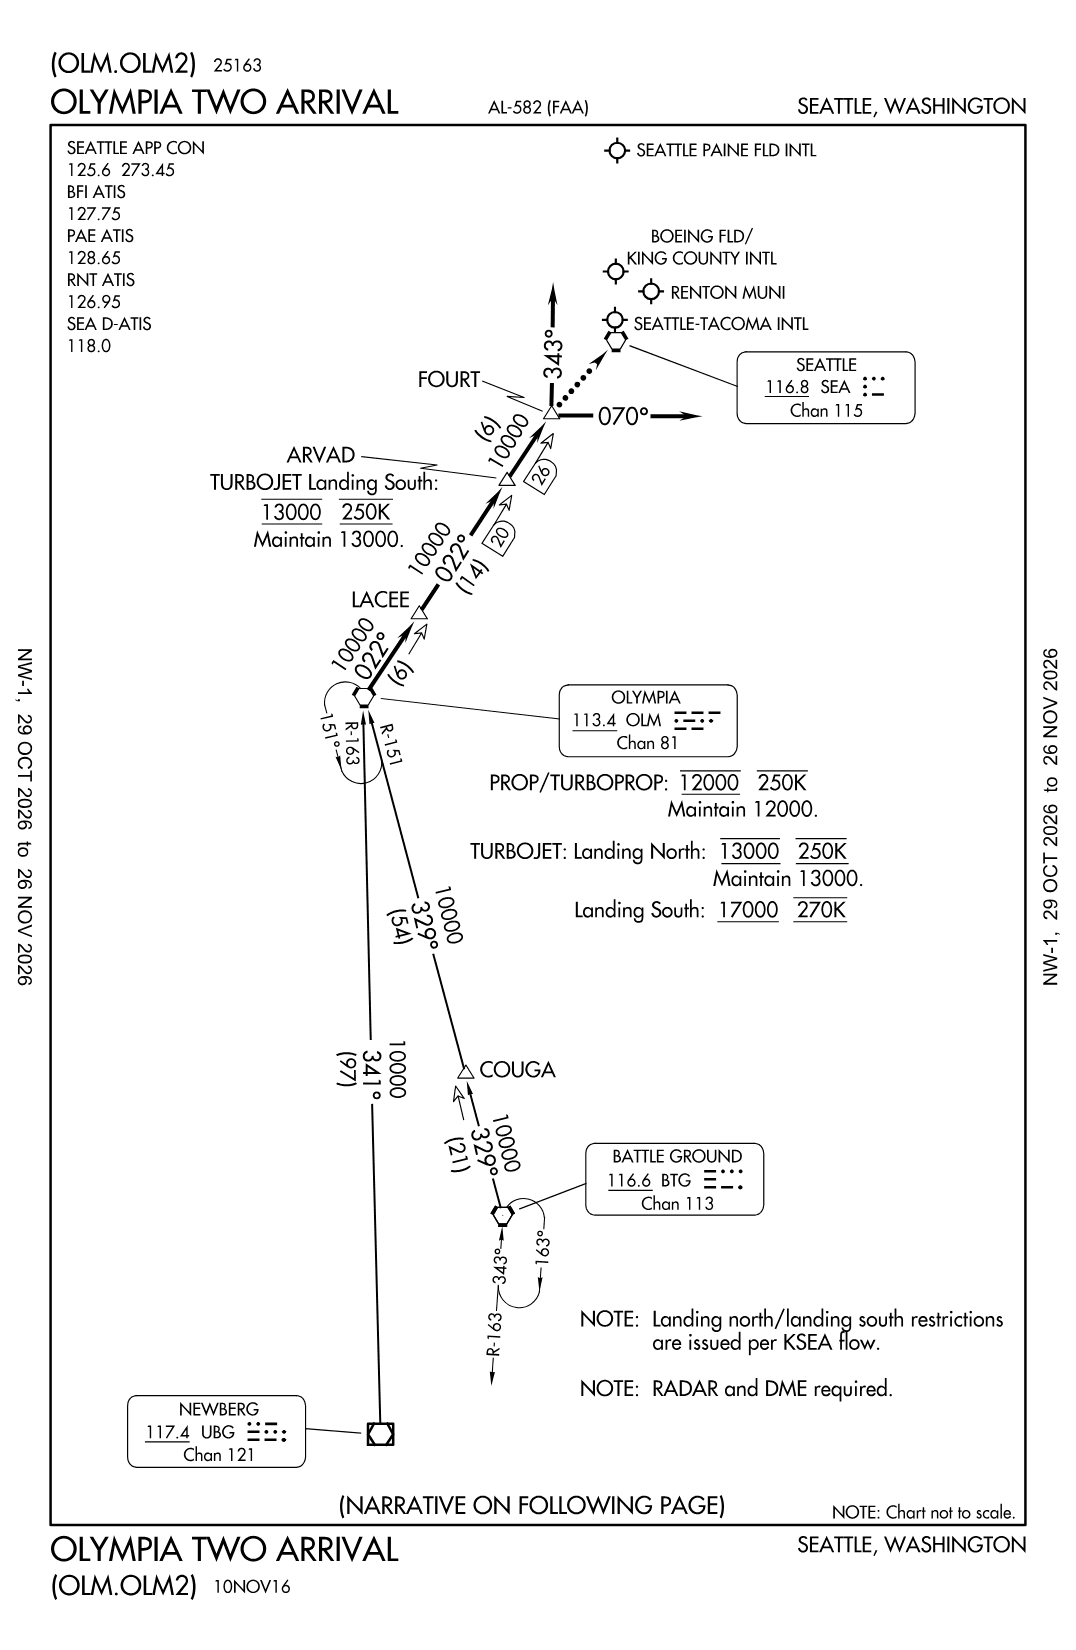 (OLM.OLM2) 25163
OLYMPIA TWO ARRIVAL AL-582 (FAA) SEATTLE, WASHINGTON
SEATTLE APP CON
125.6 273.45
BFI ATIS
127.75
PAE ATIS
128.65
RNT ATIS
126.95
SEA D-ATIS
118.0
SEATTLE PAINE FLD INTL
BOEING FLD/
KING COUNTY INTL
RENTON MUNI
SEATTLE-TACOMA INTL
SEATTLE
116.8 SEA
Chan 115
343°
FOURT
070°
(6)
10000
26
ARVAD
TURBOJET Landing South:
13000 250K
Maintain 13000.
20
10000
022°
(14)
LACEE
10000
022°
(6)
OLYMPIA
113.4 OLM
Chan 81
151°
R-163
R-151
PROP/TURBOPROP: 12000 250K
Maintain 12000.
TURBOJET: Landing North: 13000 250K
Maintain 13000.
Landing South: 17000 270K
10000
329°
(54)
10000
341°
(97)
COUGA
10000
329°
(21)
BATTLE GROUND
116.6 BTG
Chan 113
343°
163°
R-163
NOTE: Landing north/landing south restrictions
are issued per KSEA flow.
NOTE: RADAR and DME required.
NEWBERG
117.4 UBG
Chan 121
(NARRATIVE ON FOLLOWING PAGE)
NOTE: Chart not to scale.
OLYMPIA TWO ARRIVAL SEATTLE, WASHINGTON
(OLM.OLM2) 10NOV16
NW-1, 29 OCT 2026 to 26 NOV 2026
NW-1, 29 OCT 2026 to 26 NOV 2026